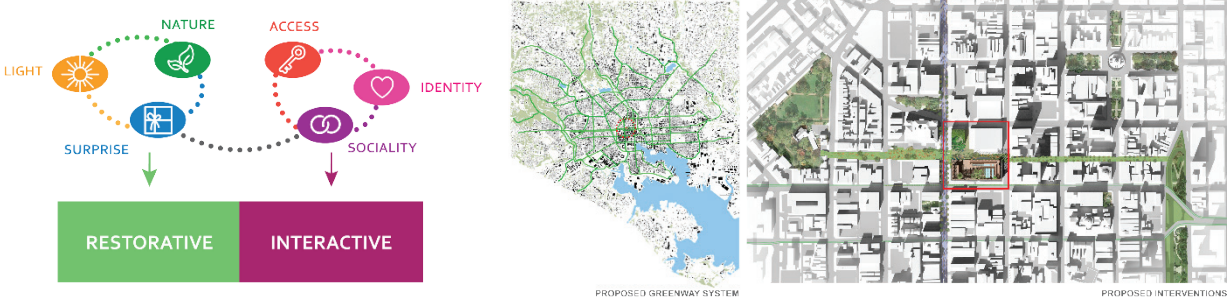 NATURE
ACCESS
LIGHT
IDENTITY
SURPRISE
SOCIALITY
RESTORATIVE
INTERACTIVE
PROPOSED GREENWAY SYSTEM
PROPOSED INTERVENTIONS